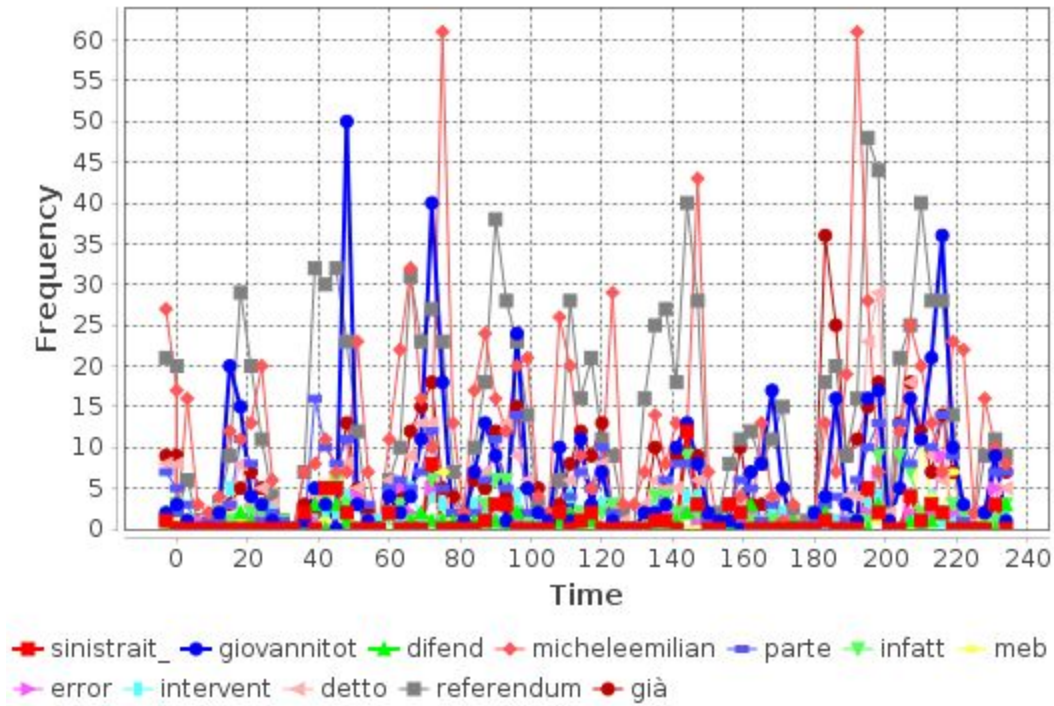 60
55
50
45
40
35
30
25
20
15
10
5
0
Frequency
0 20 40 60 80 100 120 140 160 180 200 220 240
Time
sinistrait_ giovannitot difend micheleemilian parte infatt meb
error intervent detto referendum già